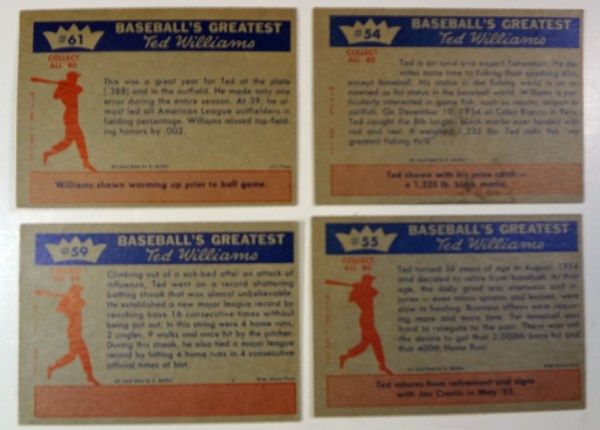 #61
BASEBALL'S GREATEST
Ted Williams
COLLECT
ALL 80
This was a great year for Ted at the plate
(.388) and in the outfield. He made only
one error during the entire season. At 39, he al-
most led all American League outfielders in
fielding percentage. Williams missed top field-
ing honors by .002.
Williams shown warming up prior to ball game.
#54
BASEBALL'S GREATEST
Ted Williams
COLLECT
ALL 80
Ted is an avid and expert fisherman. He de-
votes more time to fishing than anything else,
except baseball. His status in the fishing world is as re-
nowned as his status in the baseball world. Williams is par-
ticularly interested in game fish, such as marlin, tarpon or
sailfish. On December 10, 1954 at Cabo Blanco in Peru,
Ted caught the 8th largest black marlin ever landed with
rod and reel. It weighed 1,235 lbs. Ted calls this "my
greatest fishing thrill".
Ted shown with his prize catch —
a 1,235 lb. black marlin.
#59
BASEBALL'S GREATEST
Ted Williams
Climbing out of a sick-bed after an attack of
influenza, Ted went on a record shattering
batting streak that was almost unbelievable.
He established a new major league record by
reaching base 16 consecutive times without
being put out. In this string were 4 home runs,
2 singles, 9 walks and once hit by the pitcher.
During this streak, he also tied a major league
record by hitting 4 home runs in 4 consecutive
official times at bat.
#55
BASEBALL'S GREATEST
Ted Williams
COLLECT
ALL 80
Ted turned 36 years of age in August, 1954
and decided to retire from baseball. At that
age, the daily grind was strenuous and in-
juries — even minor sprains and bruises, were
slow in healing. Business affairs were requir-
ing more and more time. Yet baseball was
hard to relegate to the past. There was still
the desire to get that 2,000th base hit and
that 400th Home Run!
Ted returns from retirement and signs
with Joe Cronin in May '55.